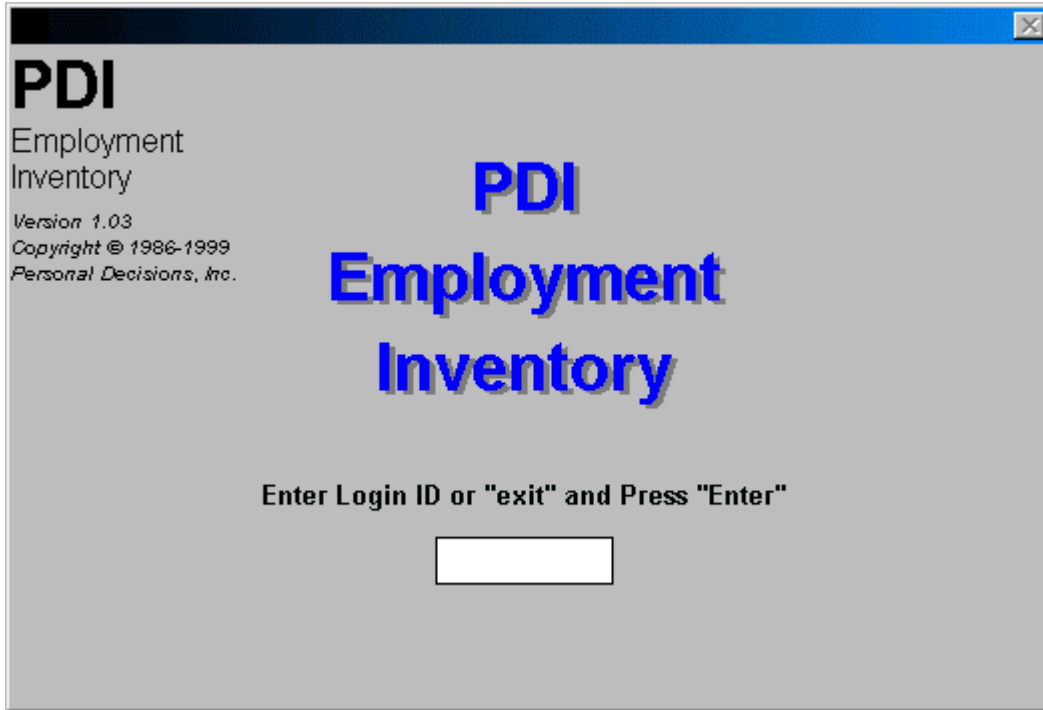 PDI
Employment
Inventory
Version 1.03
Copyright © 1986-1999
Personal Decisions, Inc.
PDI
Employment
Inventory
Enter Login ID or "exit" and Press "Enter"